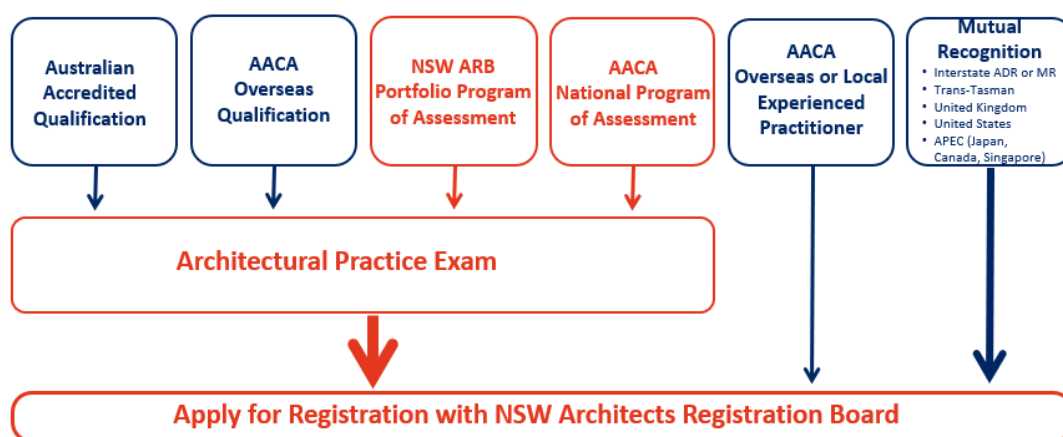 Australian
Accredited
Qualification
AACA
Overseas
Qualification
NSW ARB
Portfolio Program
of Assessment
AACA
National Program
of Assessment
AACA
Overseas or Local
Experienced
Practitioner
Mutual
Recognition
• Interstate ADR or MR
• Trans-Tasman
• United Kingdom
• United States
• APEC (Japan,
Canada, Singapore)
Architectural Practice Exam
Apply for Registration with NSW Architects Registration Board